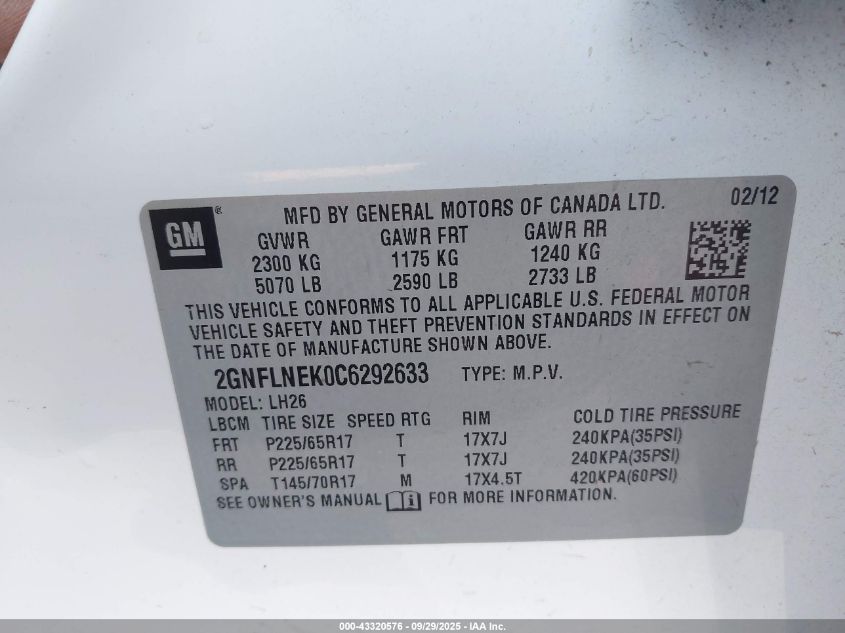 GM®
MFD BY GENERAL MOTORS OF CANADA LTD. 02/12
GVWR GAWR FRT GAWR RR
2300 KG 1175 KG 1240 KG
5070 LB 2590 LB 2733 LB
THIS VEHICLE CONFORMS TO ALL APPLICABLE U.S. FEDERAL MOTOR
VEHICLE SAFETY AND THEFT PREVENTION STANDARDS IN EFFECT ON
THE DATE OF MANUFACTURE SHOWN ABOVE.
2GNFLNEK0C6292633 TYPE: M.P.V.
MODEL: LH26
LBCM TIRE SIZE SPEED RTG RIM COLD TIRE PRESSURE
FRT P225/65R17 T 17X7J 240KPA(35PSI)
RR P225/65R17 T 17X7J 240KPA(35PSI)
SPA T145/70R17 M 17X4.5T 420KPA(60PSI)
SEE OWNER'S MANUAL FOR MORE INFORMATION.
000-43320576 - 09/29/2025 - IAA Inc.